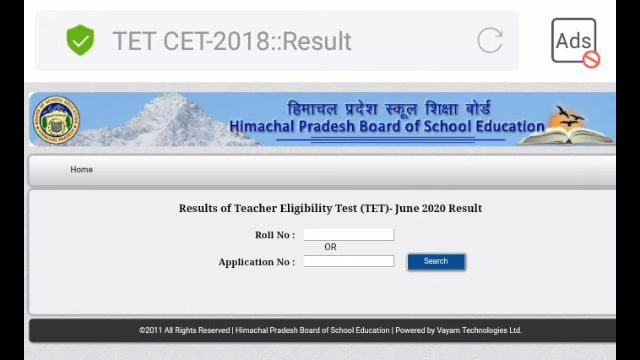 TET CET-2018::Result
Ads
हिमाचल प्रदेश स्कूल शिक्षा बोर्ड
Himachal Pradesh Board of School Education
Home
Results of Teacher Eligibility Test (TET)- June 2020 Result
Roll No :
OR
Application No :
Search
©2011 All Rights Reserved | Himachal Pradesh Board of School Education | Powered by Vayam Technologies Ltd.